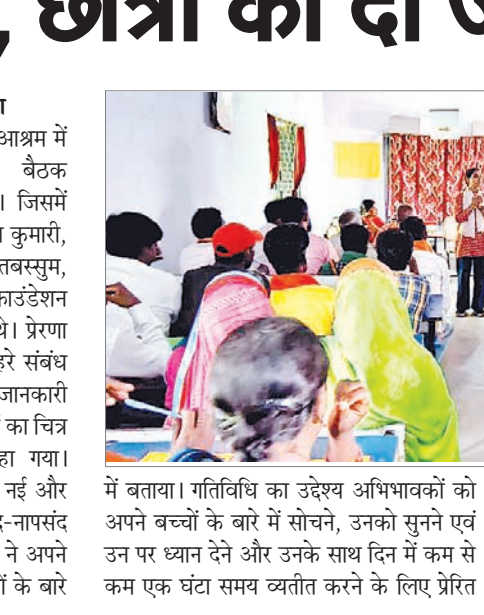 , छात्रों को दी
आश्रम में
बैठक
। जिसमें
कुमारी,
तबस्सुम,
फाउंडेशन
थे। प्रेरणा
संबंध
जानकारी
का चित्र
गया।
नई और
-नापसंद
ने अपने
के बारे
में बताया। गतिविधि का उद्देश्य अभिभावकों को
अपने बच्चों के बारे में सोचने, उनको सुनने एवं
उन पर ध्यान देने और उनके साथ दिन में कम से
कम एक घंटा समय व्यतीत करने के लिए प्रेरित